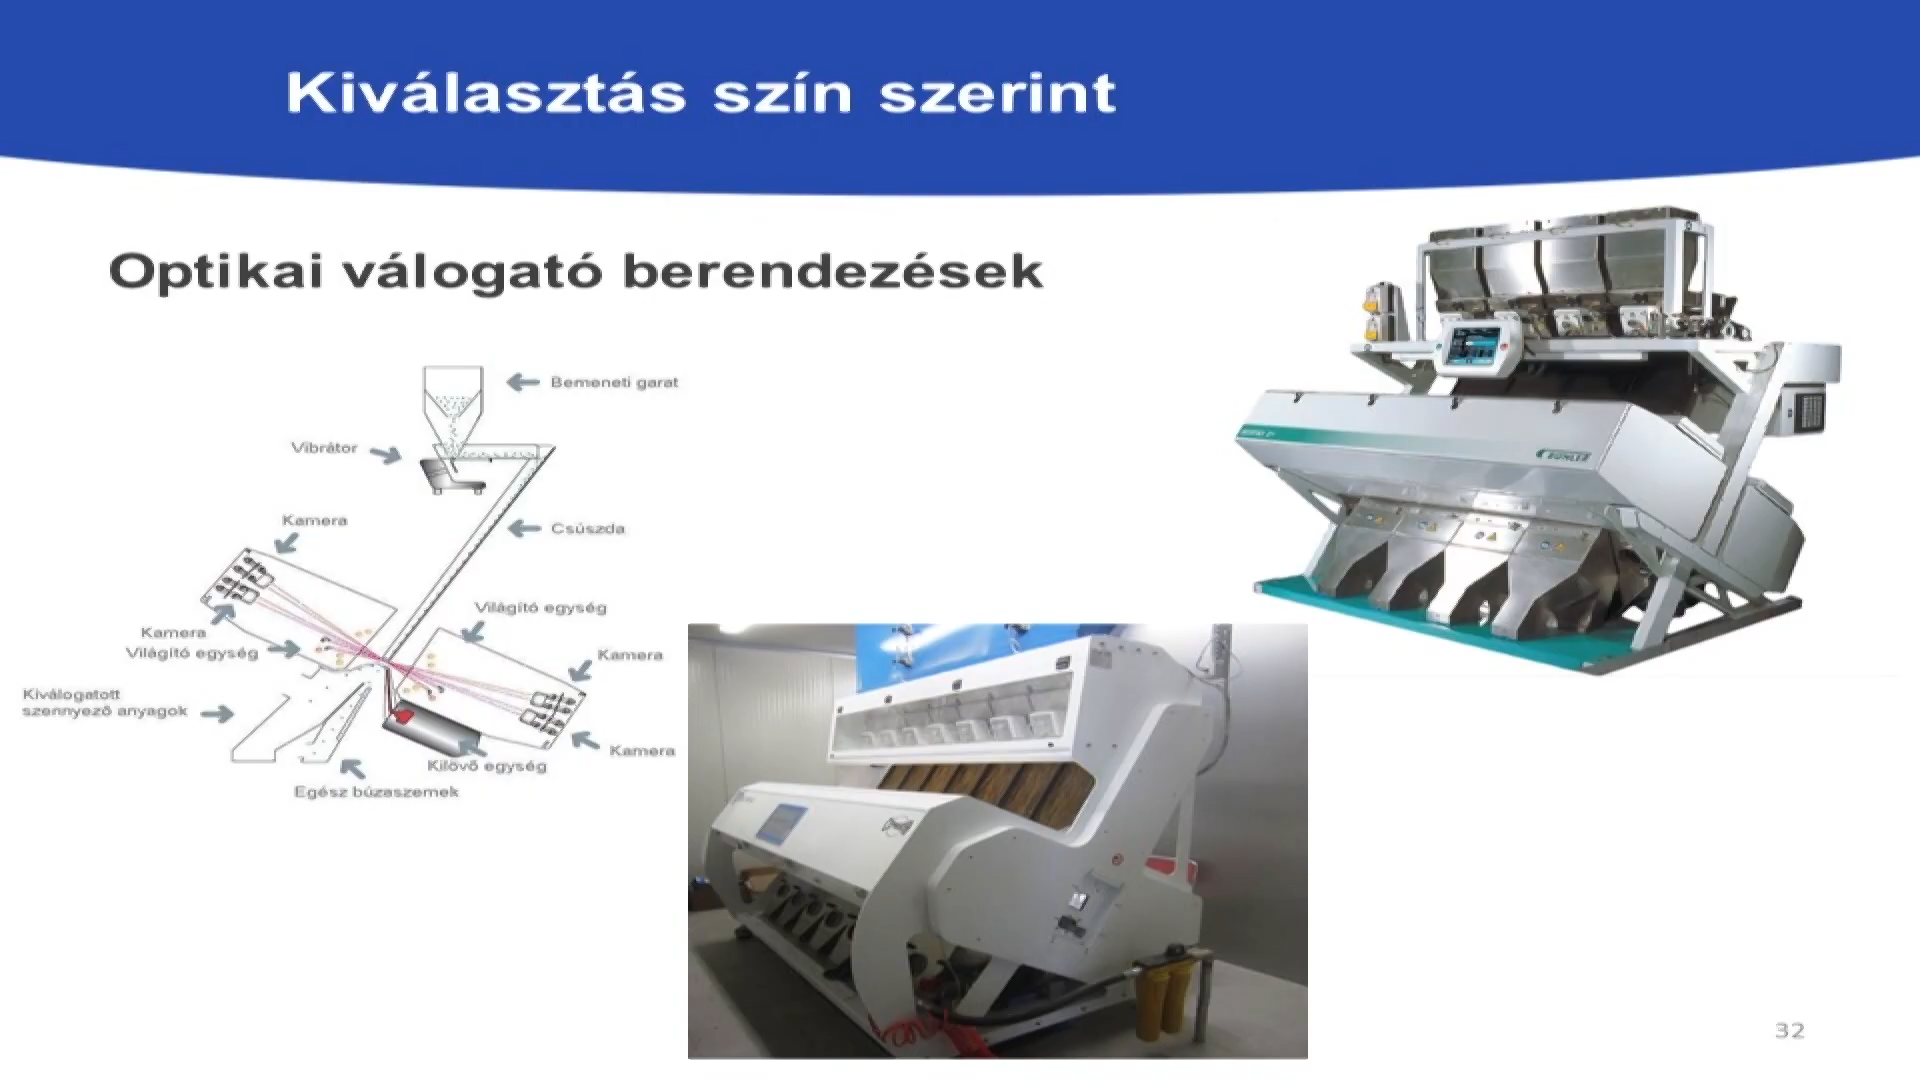 Kiválasztás szín szerint
Optikai válogató berendezések
Bemeneti garat
Vibrátor
Kamera
Csúszda
Világító egység
Kamera
Világító egység
Kamera
Kiválogatott
szennyező anyagok
Kamera
Kilövő egység
Egész búzaszemek
BÜHLER
32